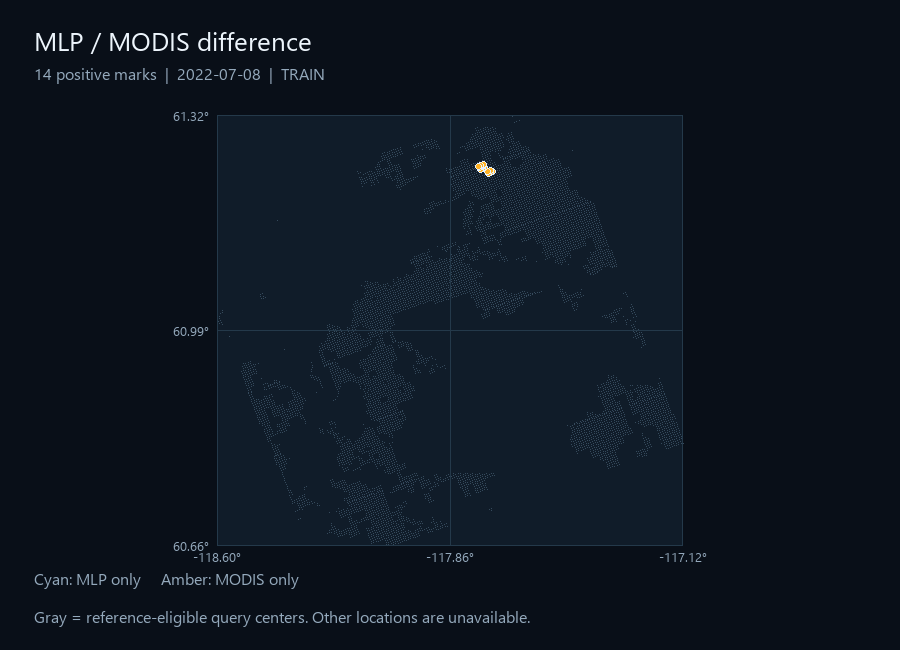 MLP / MODIS difference
14 positive marks | 2022-07-08 | TRAIN
61.32°
60.99°
60.66°
-118.60° -117.86° -117.12°
Cyan: MLP only Amber: MODIS only
Gray = reference-eligible query centers. Other locations are unavailable.